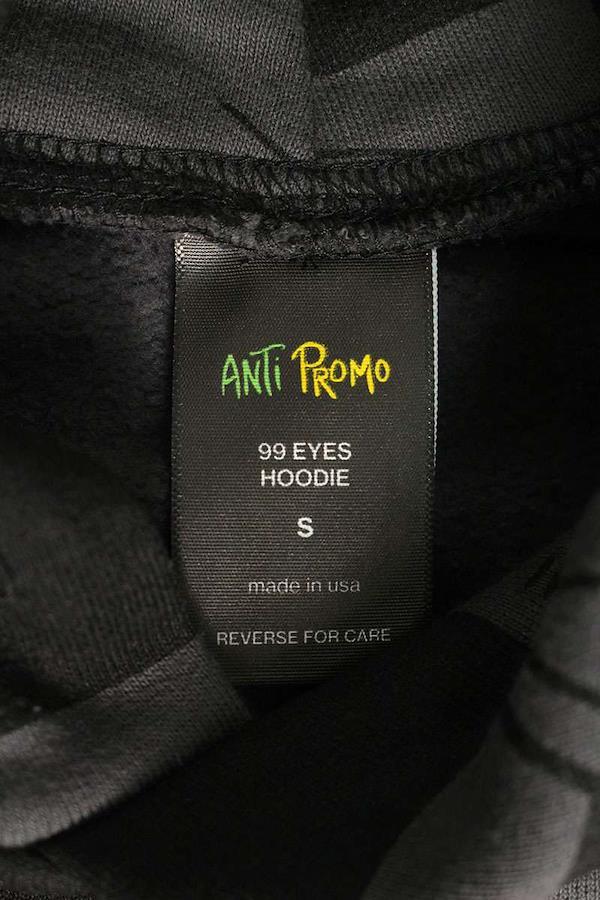 ANTi PROMO
99 EYES
HOODIE
S
made in usa
REVERSE FOR CARE